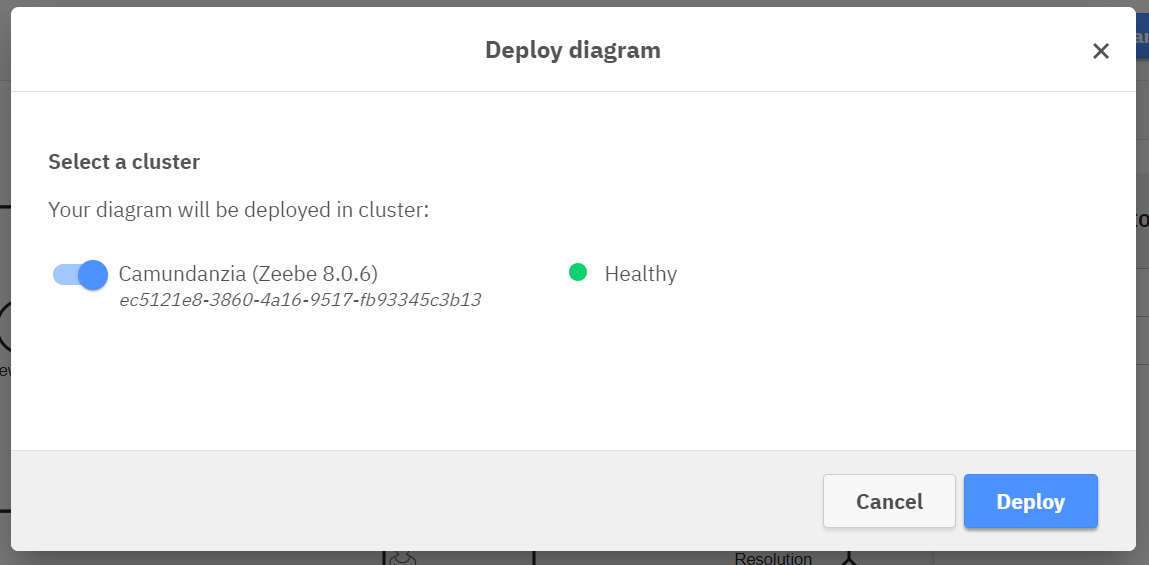 Deploy diagram
Select a cluster
Your diagram will be deployed in cluster:
Camundanzia (Zeebe 8.0.6)
Healthy
ec5121e8-3860-4a16-9517-fb93345c3b13
Cancel
Deploy
Resolution